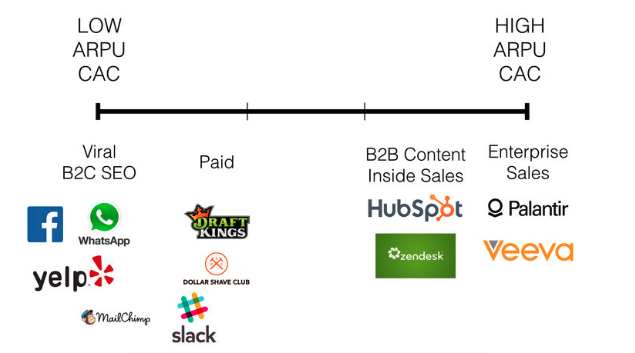 LOW
ARPU
CAC
HIGH
ARPU
CAC
Viral
B2C SEO
Paid
B2B Content
Inside Sales
Enterprise
Sales
f
WhatsApp
yelp
MailChimp
DRAFT
KINGS
DOLLAR SHAVE CLUB
slack
HubSpot
zendesk
Palantir
Veeva